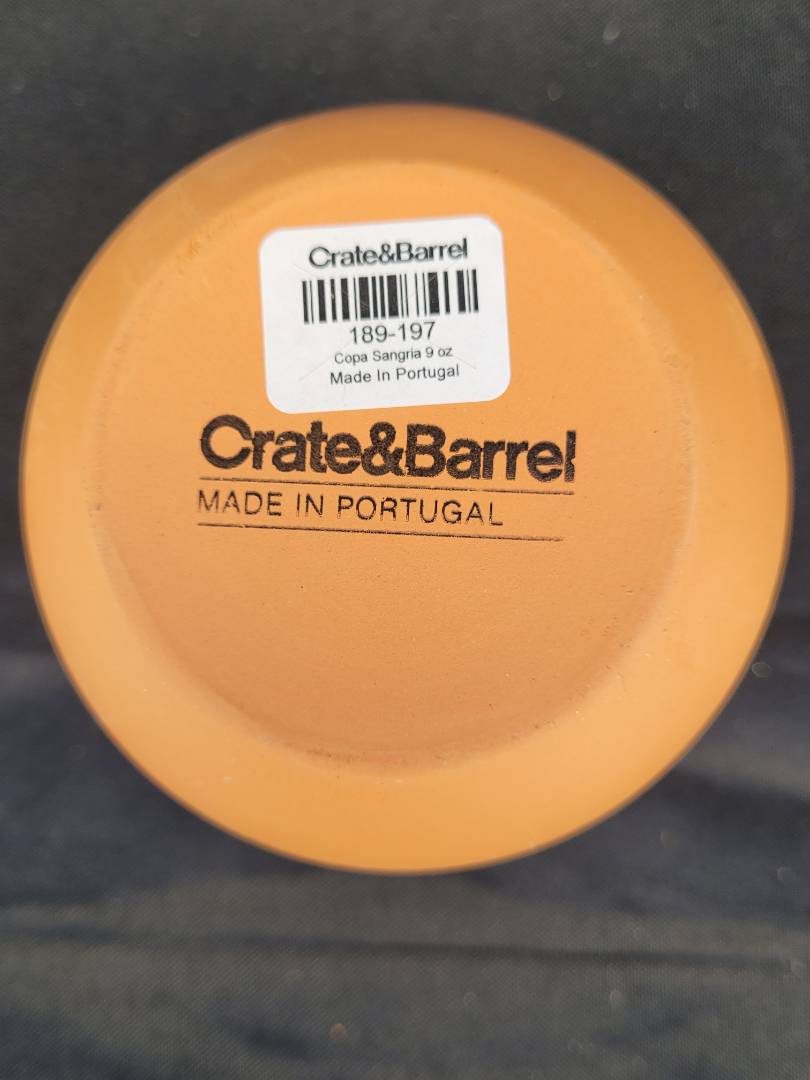 Crate&Barrel
189-197
Copa Sangria 9 oz
Made In Portugal
Crate&Barrel
MADE IN PORTUGAL